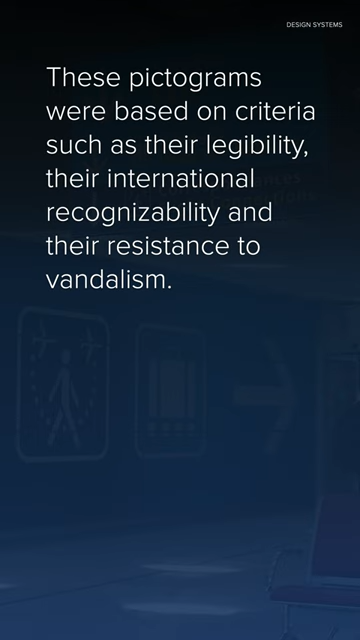 DESIGN SYSTEMS
These pictograms
were based on criteria
such as their legibility,
their international
recognizability and
their resistance to
vandalism.